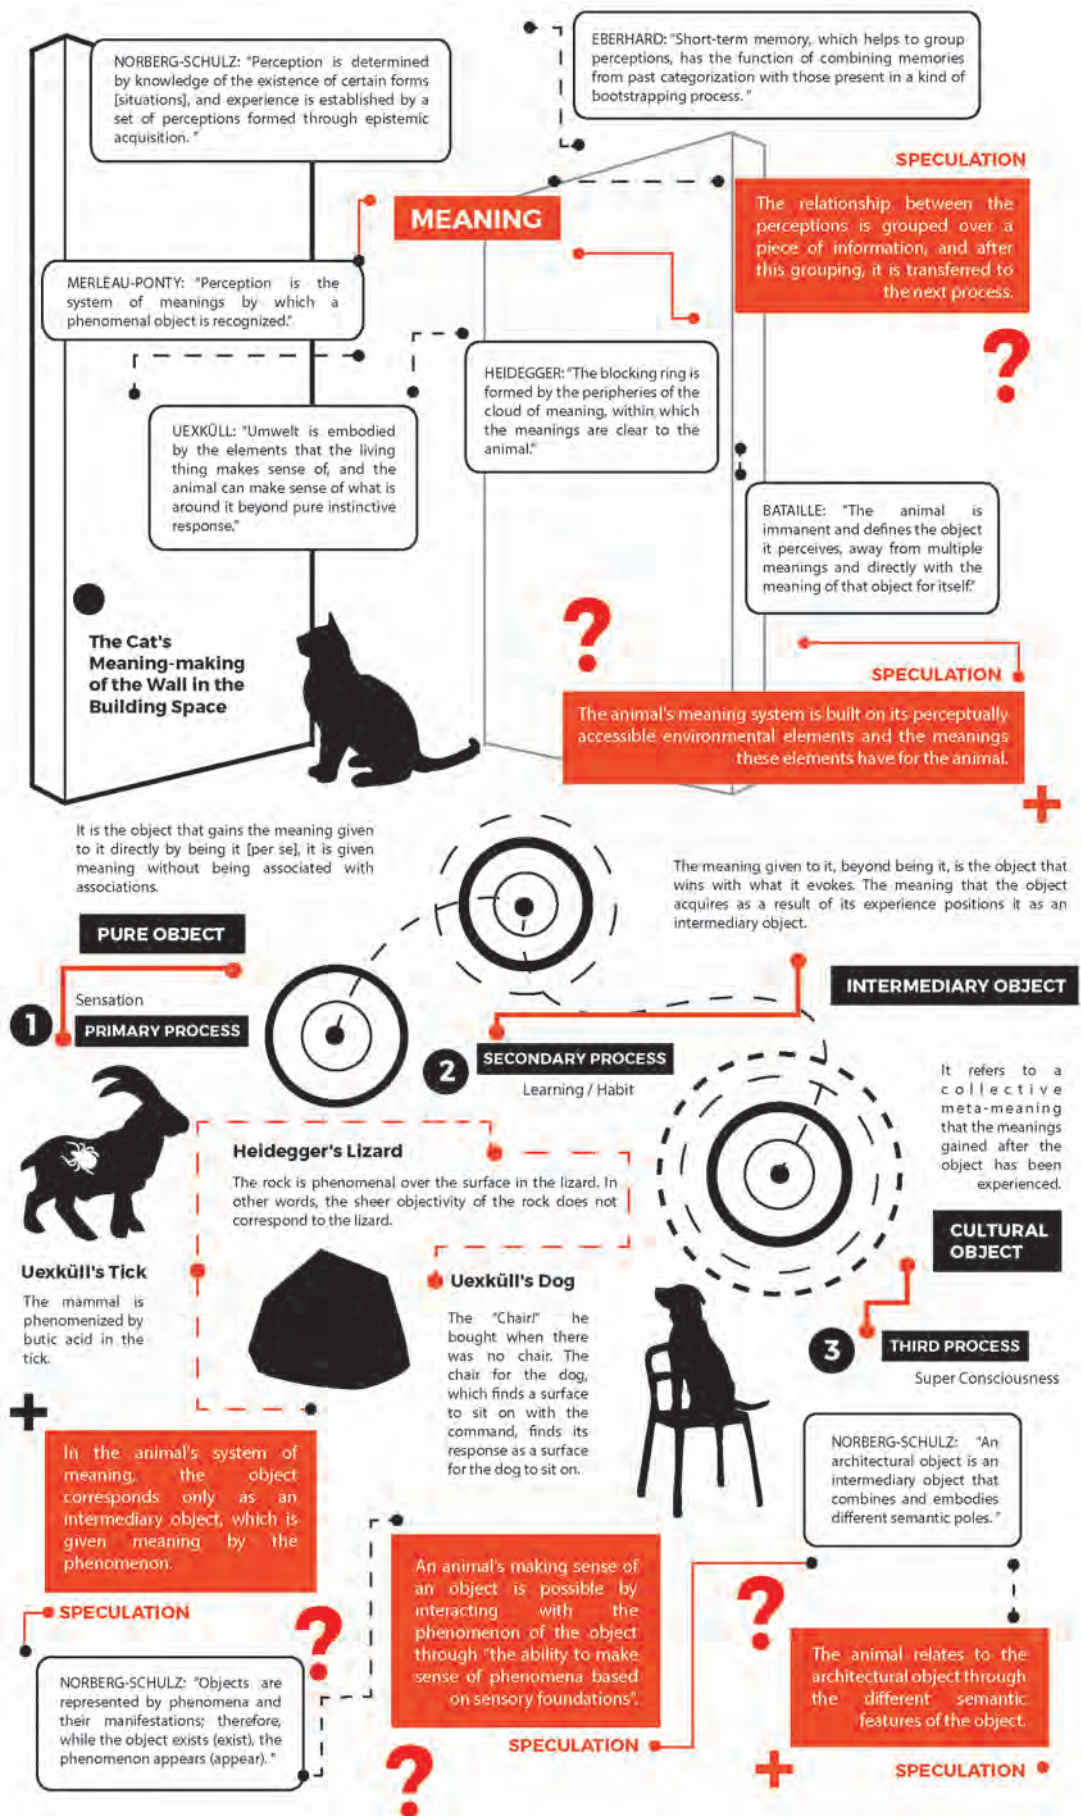 NORBERG-SCHULZ: "Perception is determined
by knowledge of the existence of certain forms
[situations], and experience is established by a
set of perceptions formed through epistemic
acquisition. "
EBERHARD: "Short-term memory, which helps to group
perceptions, has the function of combining memories
from past categorization with those present in a kind of
bootstrapping process. "
SPECULATION
The relationship between the
perceptions is grouped over a
piece of information, and after
this grouping, it is transferred to
the next process.
MEANING
MERLEAU-PONTY: "Perception is the
system of meanings by which a
phenomenal object is recognized."
?
HEIDEGGER: "The blocking ring is
formed by the peripheries of the
cloud of meaning, within which
the meanings are clear to the
animal."
UEXKÜLL: "Umwelt is embodied
by the elements that the living
thing makes sense of, and the
animal can make sense of what is
around it beyond pure instinctive
response."
BATAILLE: "The animal is
immanent and defines the object
it perceives, away from multiple
meanings and directly with the
meaning of that object for itself."
?
The Cat's
Meaning-making
of the Wall in the
Building Space
SPECULATION
The animal's meaning system is built on its perceptually
accessible environmental elements and the meanings
these elements have for the animal.
+
It is the object that gains the meaning given
to it directly by being it [per se], it is given
meaning without being associated with
associations.
The meaning given to it, beyond being it, is the object that
wins with what it evokes. The meaning that the object
acquires as a result of its experience positions it as an
intermediary object.
PURE OBJECT
INTERMEDIARY OBJECT
Sensation
1
PRIMARY PROCESS
2
SECONDARY PROCESS
Learning / Habit
It refers to a
collective
meta-meaning
that the meanings
gained after the
object has been
experienced.
Heidegger's Lizard
The rock is phenomenal over the surface in the lizard. In
other words, the sheer objectivity of the rock does not
correspond to the lizard.
CULTURAL
OBJECT
Uexküll's Tick
The mammal is
phenomenized by
butic acid in the
tick.
Uexküll's Dog
The "Chair!" he
bought when there
was no chair. The
chair for the dog,
which finds a surface
to sit on with the
command, finds its
response as a surface
for the dog to sit on.
3
THIRD PROCESS
Super Consciousness
+
In the animal's system of
meaning, the object
corresponds only as an
intermediary object, which is
given meaning by the
phenomenon.
SPECULATION
NORBERG-SCHULZ: "An
architectural object is an
intermediary object that
combines and embodies
different semantic poles. "
An animal's making sense of
an object is possible by
interacting with the
phenomenon of the object
through "the ability to make
sense of phenomena based
on sensory foundations".
SPECULATION
?
?
NORBERG-SCHULZ: "Objects are
represented by phenomena and
their manifestations; therefore,
while the object exists (exist), the
phenomenon appears (appear). "
The animal relates to the
architectural object through
the different semantic
features of the object.
?
+
SPECULATION